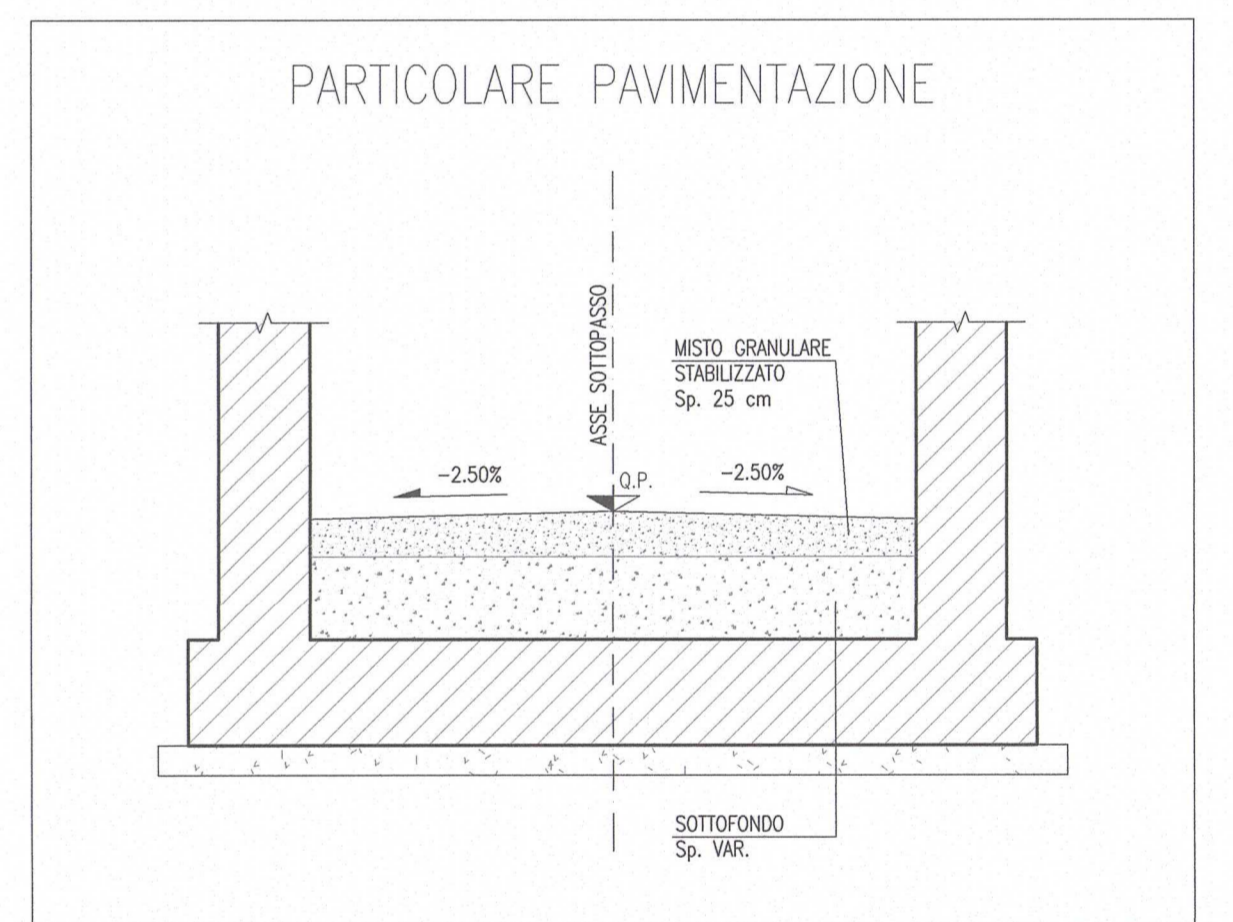 PARTICOLARE PAVIMENTAZIONE
ASSE SOTTOPASSO
MISTO GRANULARE
STABILIZZATO
Sp. 25 cm
-2.50%
Q.P.
-2.50%
SOTTOFONDO
Sp. VAR.